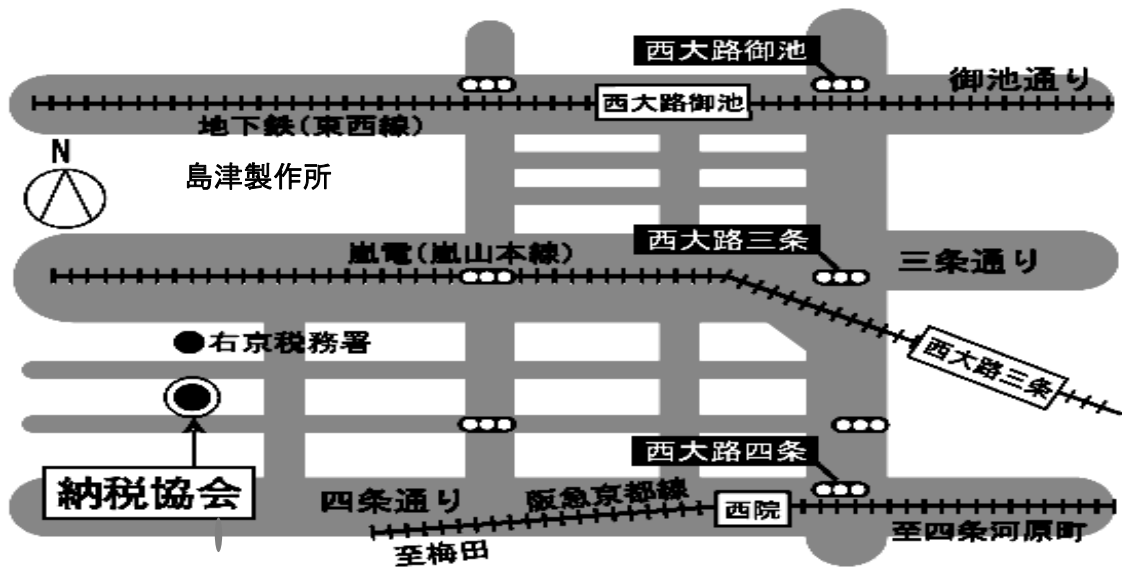 西大路御池
御池通り
西大路御池
地下鉄(東西線)
N
島津製作所
西大路三条
嵐電(嵐山本線)
三条通り
右京税務署
西大路三条
西大路四条
納税協会
四条通り
阪急京都線
西院
至四条河原町
至梅田